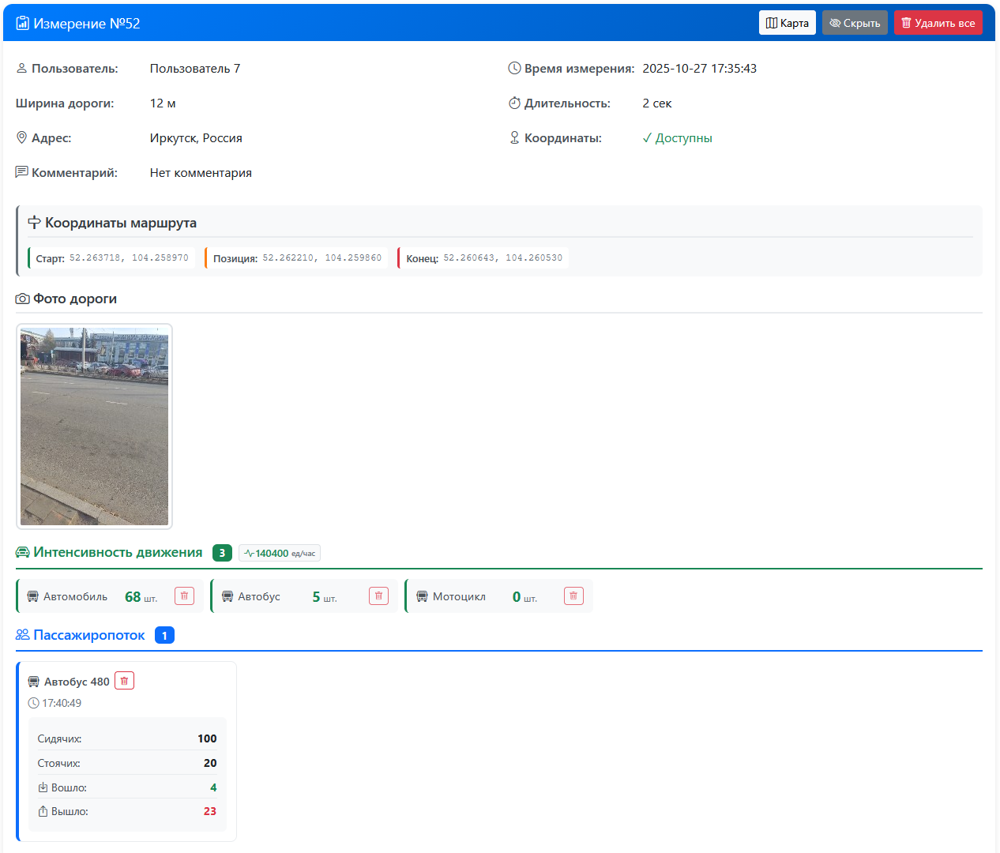 Измерение №52
Карта
Скрыть
Удалить все
Пользователь: Пользователь 7
Время измерения: 2025-10-27 17:35:43
Ширина дороги: 12 м
Длительность: 2 сек
Адрес: Иркутск, Россия
Координаты: ✓ Доступны
Комментарий: Нет комментария
Координаты маршрута
Старт: 52.263718, 104.258970
Позиция: 52.262210, 104.259860
Конец: 52.260643, 104.260530
Фото дороги
Интенсивность движения 3 140400 ед/час
Автомобиль 68 шт.
Автобус 5 шт.
Мотоцикл 0 шт.
Пассажиропоток 1
Автобус 480
17:40:49
Сидячих: 100
Стоячих: 20
Вошло: 4
Вышло: 23